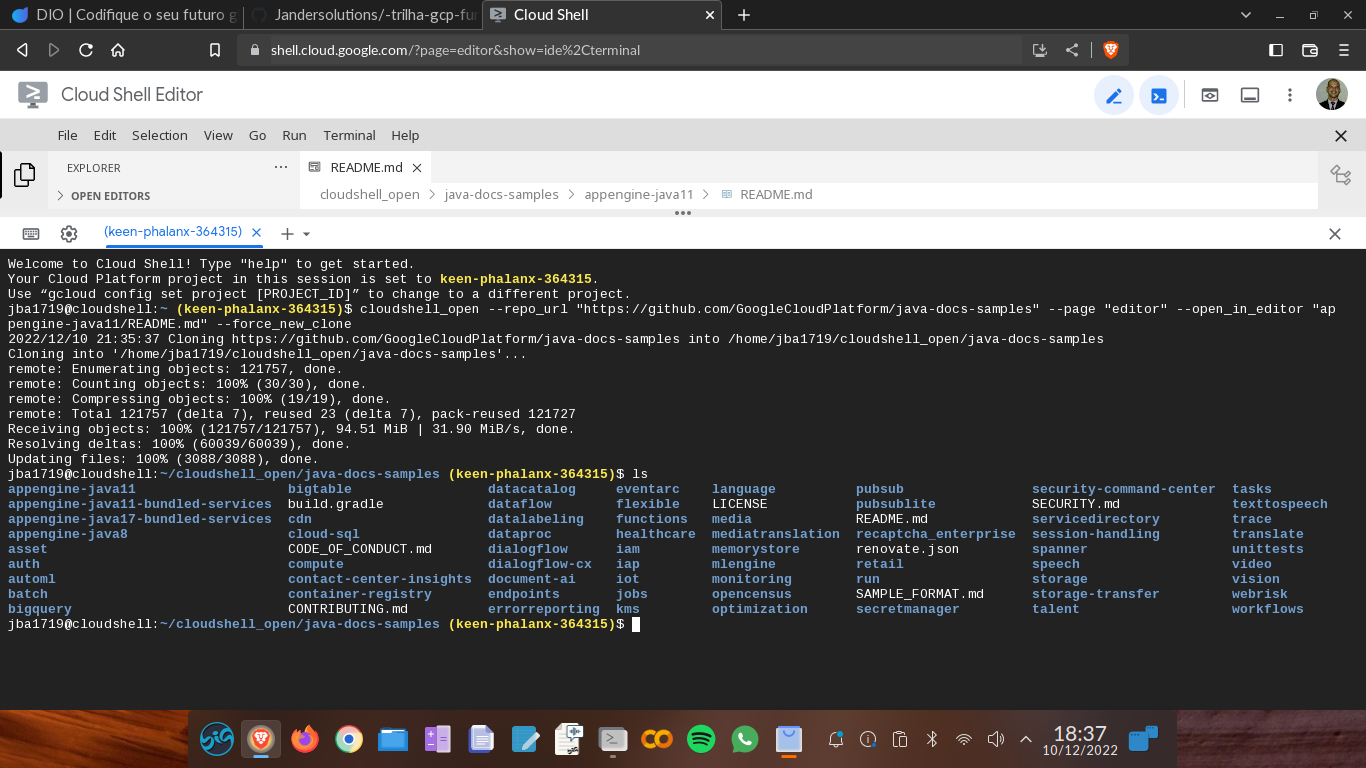 DIO | Codifique o seu futuro g
Jandersolutions/-trilha-gcp-fu
Cloud Shell
shell.cloud.google.com/?page=editor&show=ide%2Cterminal
Cloud Shell Editor
File Edit Selection View Go Run Terminal Help
EXPLORER
README.md
OPEN EDITORS
cloudshell_open > java-docs-samples > appengine-java11 > README.md
(keen-phalanx-364315)
Welcome to Cloud Shell! Type "help" to get started.
Your Cloud Platform project in this session is set to keen-phalanx-364315.
Use “gcloud config set project [PROJECT_ID]” to change to a different project.
jba1719@cloudshell:~ (keen-phalanx-364315)$ cloudshell_open --repo_url "https://github.com/GoogleCloudPlatform/java-docs-samples" --page "editor" --open_in_editor "ap
pengine-java11/README.md" --force_new_clone
2022/12/10 21:35:37 Cloning https://github.com/GoogleCloudPlatform/java-docs-samples into /home/jba1719/cloudshell_open/java-docs-samples
Cloning into '/home/jba1719/cloudshell_open/java-docs-samples'...
remote: Enumerating objects: 121757, done.
remote: Counting objects: 100% (30/30), done.
remote: Compressing objects: 100% (19/19), done.
remote: Total 121757 (delta 7), reused 23 (delta 7), pack-reused 121727
Receiving objects: 100% (121757/121757), 94.51 MiB | 31.90 MiB/s, done.
Resolving deltas: 100% (60039/60039), done.
Updating files: 100% (3088/3088), done.
jba1719@cloudshell:~/cloudshell_open/java-docs-samples (keen-phalanx-364315)$ ls
appengine-java11 bigtable datacatalog eventarc language pubsub security-command-center tasks
appengine-java11-bundled-services build.gradle dataflow flexible LICENSE pubsublite SECURITY.md texttospeech
appengine-java17-bundled-services cdn datalabeling functions media README.md servicedirectory trace
appengine-java8 cloud-sql dataproc healthcare mediatranslation recaptcha_enterprise session-handling translate
asset CODE_OF_CONDUCT.md dialogflow iam memorystore renovate.json spanner unittests
auth compute dialogflow-cx iap mlengine retail speech video
automl contact-center-insights document-ai iot monitoring run storage vision
batch container-registry endpoints jobs opencensus SAMPLE_FORMAT.md storage-transfer webrisk
bigquery CONTRIBUTING.md errorreporting kms optimization secretmanager talent workflows
jba1719@cloudshell:~/cloudshell_open/java-docs-samples (keen-phalanx-364315)$
18:37
10/12/2022